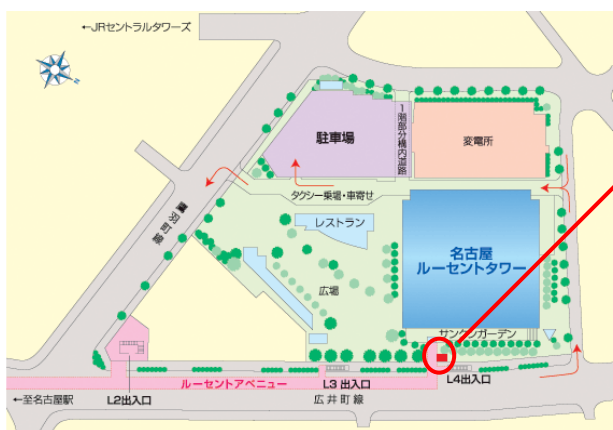 ←JRセントラルタワーズ
N
駐車場
1階部分構内道路
変電所
タクシー乗場・車寄せ
鷹羽町線
レストラン
名古屋
ルーセントタワー
広場
サンクンガーデン
ルーセントアベニュー
L3 出入口
L4出入口
←至名古屋駅
L2出入口
広井町線